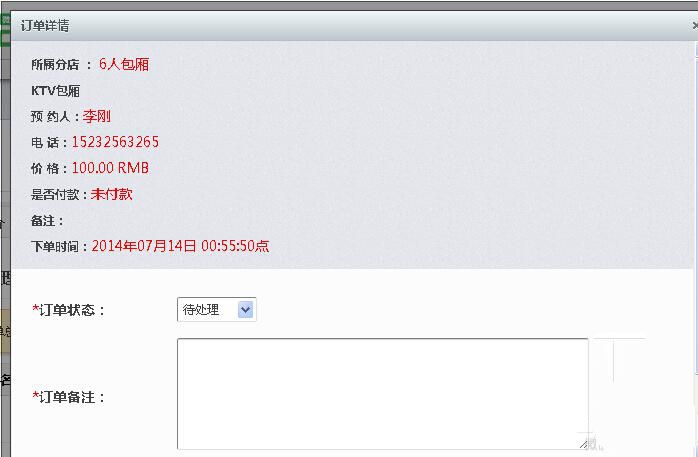 订单详情
所属分店 : 6人包厢
KTV包厢
预 约人:李刚
电 话:15232563265
价 格:100.00 RMB
是否付款:未付款
备注:
下单时间:2014年07月14日 00:55:50点
*订单状态: 待处理
*订单备注: